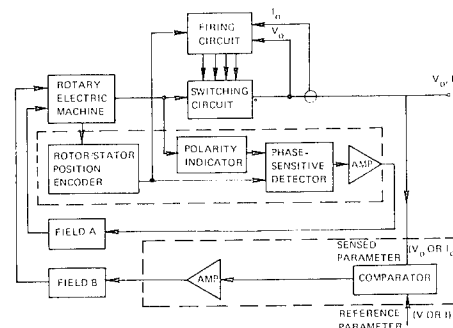 I₀
V₀
FIRING
CIRCUIT
SWITCHING
CIRCUIT
V₀,
ROTARY
ELECTRIC
MACHINE
POLARITY
INDICATOR
PHASE-
SENSITIVE
DETECTOR
AMP
ROTOR/STATOR
POSITION
ENCODER
FIELD A
SENSED
PARAMETER
(V₀ OR I₀
COMPARATOR
AMP
FIELD B
REFERENCE
PARAMETER
(V OR I)